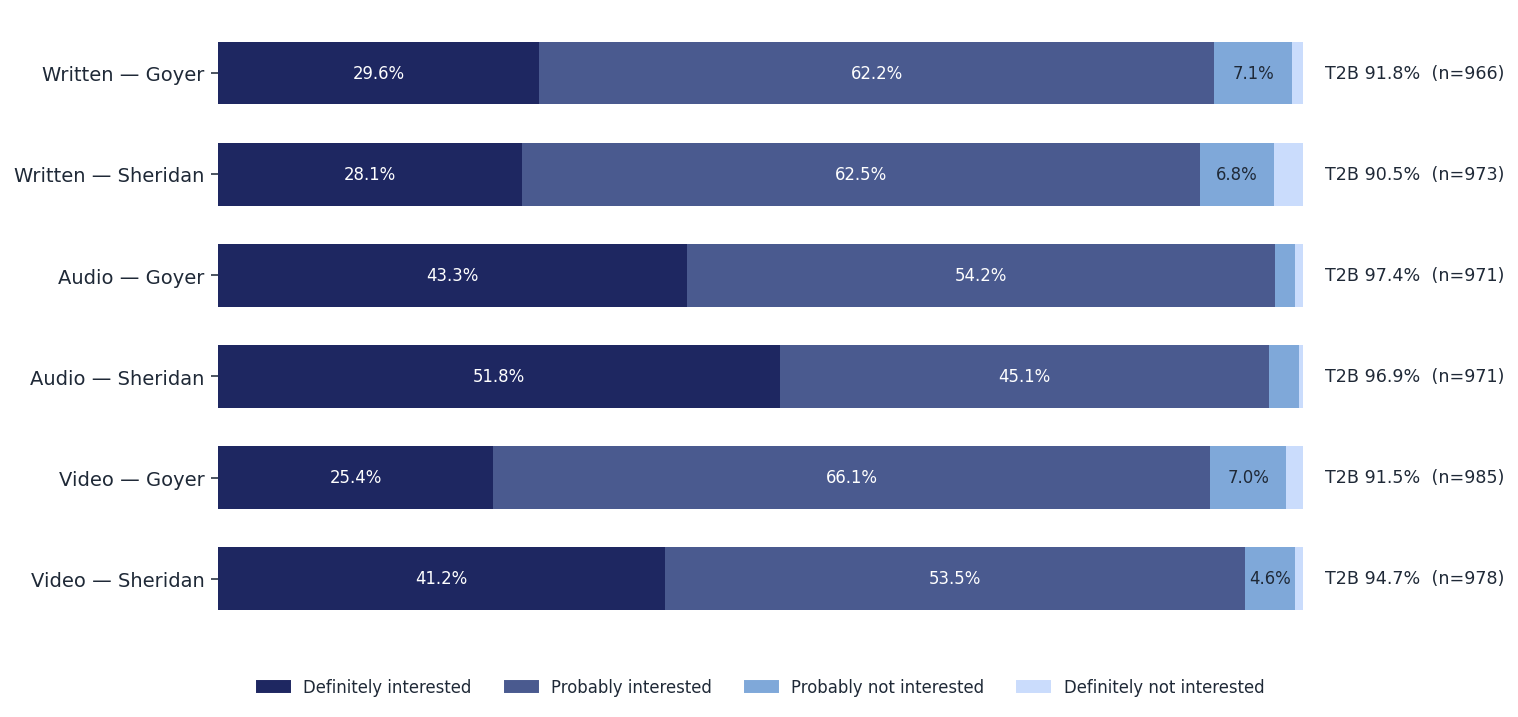 Written — Goyer 29.6% 62.2% 7.1% T2B 91.8% (n=966)
Written — Sheridan 28.1% 62.5% 6.8% T2B 90.5% (n=973)
Audio — Goyer 43.3% 54.2% T2B 97.4% (n=971)
Audio — Sheridan 51.8% 45.1% T2B 96.9% (n=971)
Video — Goyer 25.4% 66.1% 7.0% T2B 91.5% (n=985)
Video — Sheridan 41.2% 53.5% 4.6% T2B 94.7% (n=978)
Definitely interested Probably interested Probably not interested Definitely not interested